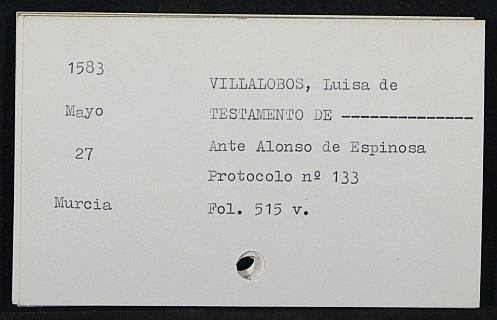 1583
VILLALOBOS, Luisa de
Mayo
TESTAMENTO DE --------------
27
Ante Alonso de Espinosa
Protocolo nº 133
Murcia
Fol. 515 v.